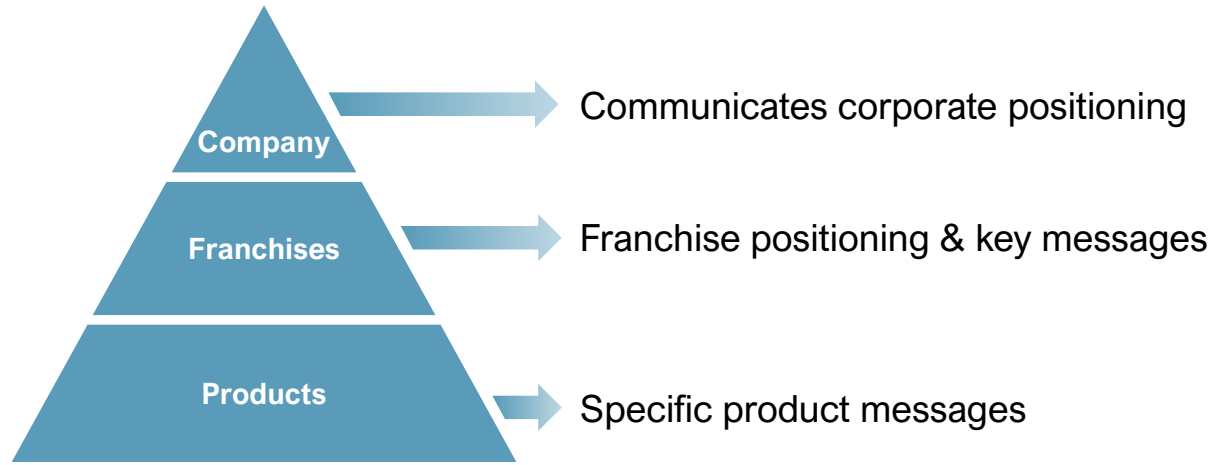 Company
Communicates corporate positioning
Franchises
Franchise positioning & key messages
Products
Specific product messages